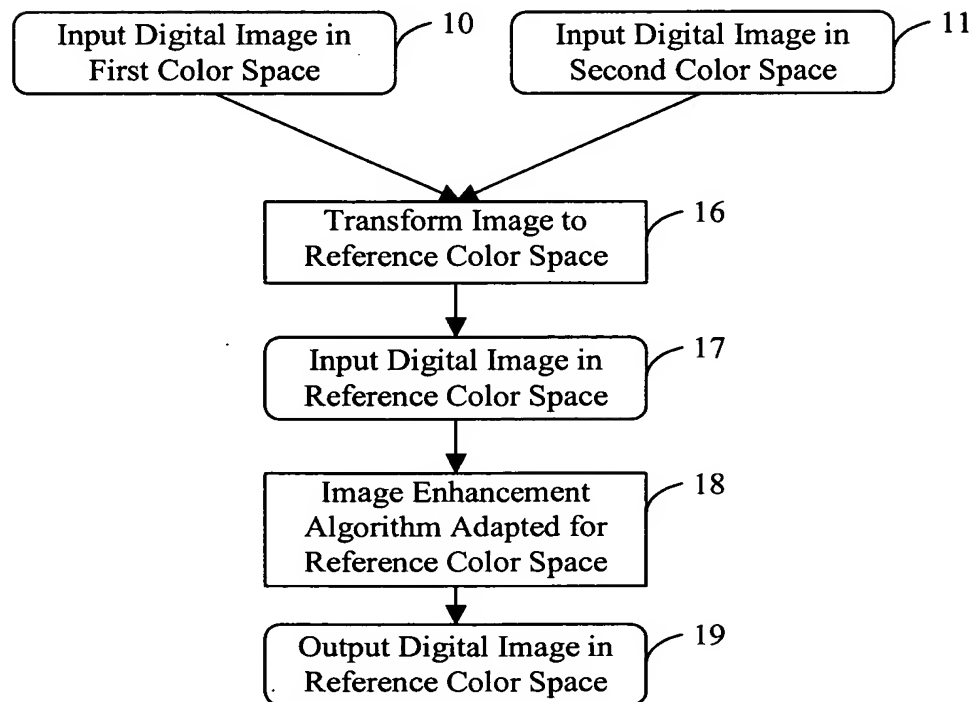 Input Digital Image in
First Color Space
10
Input Digital Image in
Second Color Space
11
Transform Image to
Reference Color Space
16
Input Digital Image in
Reference Color Space
17
Image Enhancement
Algorithm Adapted for
Reference Color Space
18
Output Digital Image in
Reference Color Space
19